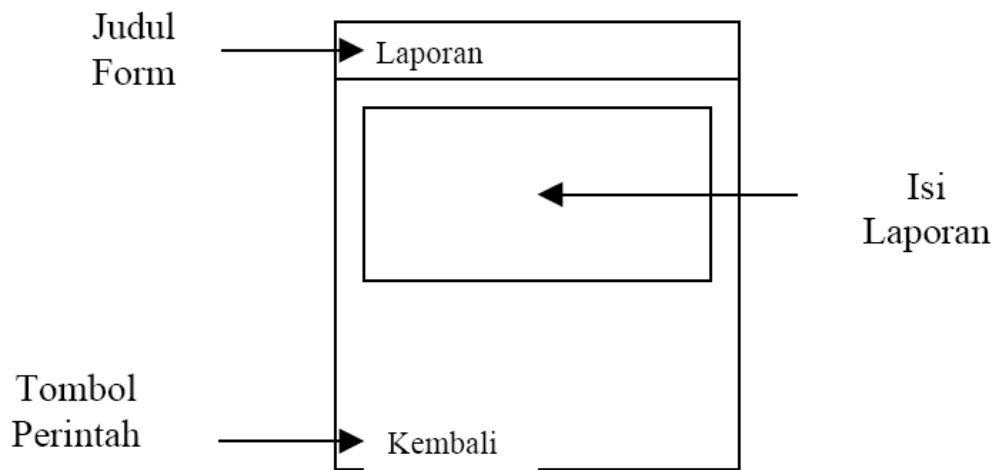 Judul
Form
Laporan
Isi
Laporan
Tombol
Perintah
Kembali